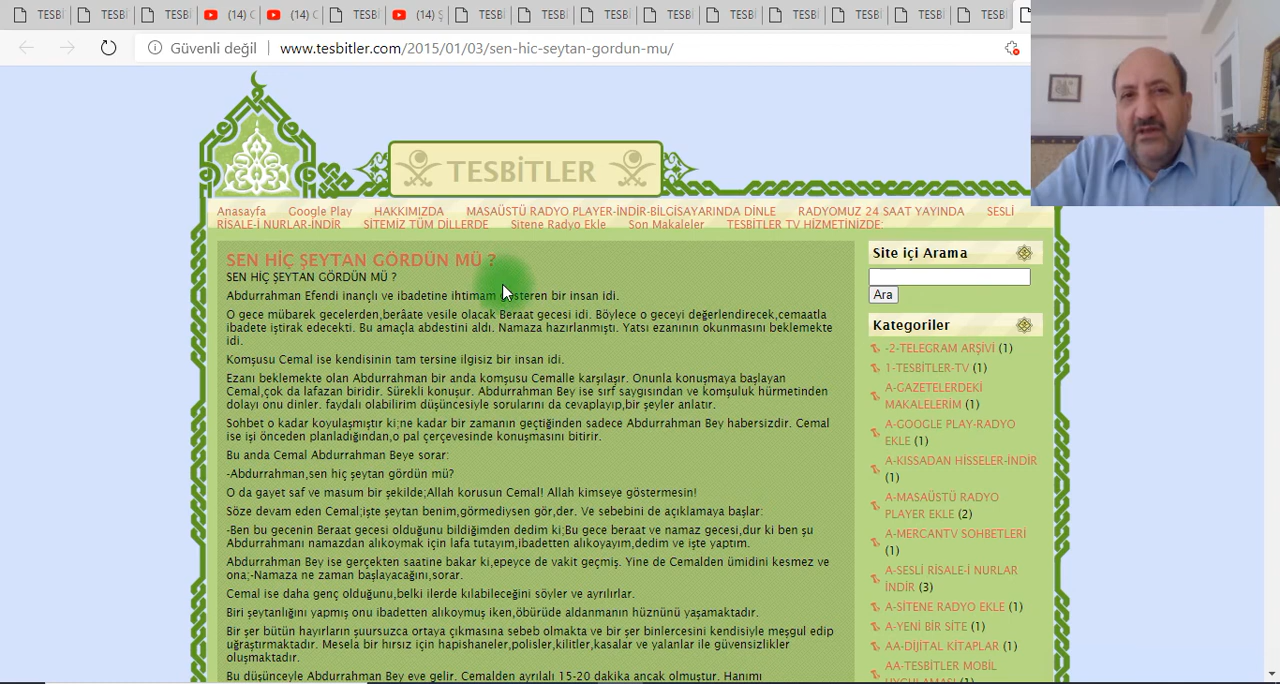 TESBİ
TESBİ
TESBİ
(14) C
(14) C
TESBİ
(14) Ş
TESBİ
TESBİ
TESBİ
TESBİ
TESBİ
TESBİ
TESBİ
TESBİ
TESBİ
Güvenli değil
www.tesbitler.com/2015/01/03/sen-hic-seytan-gordun-mu/
TESBİTLER
Anasayfa Google Play HAKKIMIZDA MASAÜSTÜ RADYO PLAYER-İNDİR-BİLGİSAYARINDA DİNLE RADYOMUZ 24 SAAT YAYINDA SESLİ
RİSALE-İ NURLAR-İNDİR SİTEMİZ TÜM DİLLERDE Sitene Radyo Ekle Son Makaleler TESBİTLER TV HİZMETİNİZDE:
SEN HİÇ ŞEYTAN GÖRDÜN MÜ ?
SEN HİÇ ŞEYTAN GÖRDÜN MÜ ?
Abdurrahman Efendi inançlı ve ibadetine ihtimam gösteren bir insan idi.
O gece mübarek gecelerden,berâate vesile olacak Beraat gecesi idi. Böylece o geceyi değerlendirecek,cemaatla
ibadete iştirak edecekti. Bu amaçla abdestini aldı. Namaza hazırlanmıştı. Yatsı ezanının okunmasını beklemekte
idi.
Komşusu Cemal ise kendisinin tam tersine ilgisiz bir insan idi.
Ezanı beklemekte olan Abdurrahman bir anda komşusu Cemalle karşılaşır. Onunla konuşmaya başlayan
Cemal,çok da lafazan biridir. Sürekli konuşur. Abdurrahman Bey ise sırf saygısından ve komşuluk hürmetinden
dolayı onu dinler. faydalı olabilirim düşüncesiyle sorularını da cevaplayıp,bir şeyler anlatır.
Sohbet o kadar koyulaşmıştır ki;ne kadar bir zamanın geçtiğinden sadece Abdurrahman Bey habersizdir. Cemal
ise işi önceden planladığından,o pal çerçevesinde konuşmasını bitirir.
Bu anda Cemal Abdurrahman Beye sorar:
-Abdurrahman,sen hiç şeytan gördün mü?
O da gayet saf ve masum bir şekilde;Allah korusun Cemal! Allah kimseye göstermesin!
Söze devam eden Cemal;işte şeytan benim,görmediysen gör,der. Ve sebebini de açıklamaya başlar:
-Ben bu gecenin Beraat gecesi olduğunu bildiğimden dedim ki;Bu gece beraat ve namaz gecesi,dur ki ben şu
Abdurrahmanı namazdan alıkoymak için lafa tutayım,ibadetten alıkoyayım,dedim ve işte yaptım.
Abdurrahman Bey ise gerçekten saatine bakar ki,epeyce de vakit geçmiş. Yine de Cemalden ümidini kesmez ve
ona;-Namaza ne zaman başlayacağını,sorar.
Cemal ise daha genç olduğunu,belki ilerde kılabileceğini söyler ve ayrılırlar.
Biri şeytanlığını yapmış onu ibadetten alıkoymuş iken,öbürüde aldanmanın hüznünü yaşamaktadır.
Bir şer bütün hayırların şuursuzca ortaya çıkmasına sebeb olmakta ve bir şer binlercesini kendisiyle meşgul edip
uğraştırmaktadır. Mesela bir hırsız için hapishaneler,polisler,kilitler,kasalar ve yalanlar ile güvensizlikler
oluşmaktadır.
Bu düşünceyle Abdurrahman Bey eve gelir. Cemalden ayrılalı 15-20 dakika ancak olmuştur. Hanımı
Site içi Arama
Ara
Kategoriler
-2-TELEGRAM ARŞİVİ (1)
1-TESBİTLER-TV (1)
A-GAZETELERDEKİ
MAKALELERİM (1)
A-GOOGLE PLAY-RADYO
EKLE (1)
A-KISSADAN HİSSELER-İNDİR
(1)
A-MASAÜSTÜ RADYO
PLAYER EKLE (2)
A-MERCANTV SOHBETLERİ
(1)
A-SESLİ RİSALE-İ NURLAR
İNDİR (3)
A-SİTENE RADYO EKLE (1)
A-YENİ BİR SİTE (1)
AA-DİJİTAL KİTAPLAR (1)
AA-TESBİTLER MOBİL
UYGULAMASI (1)